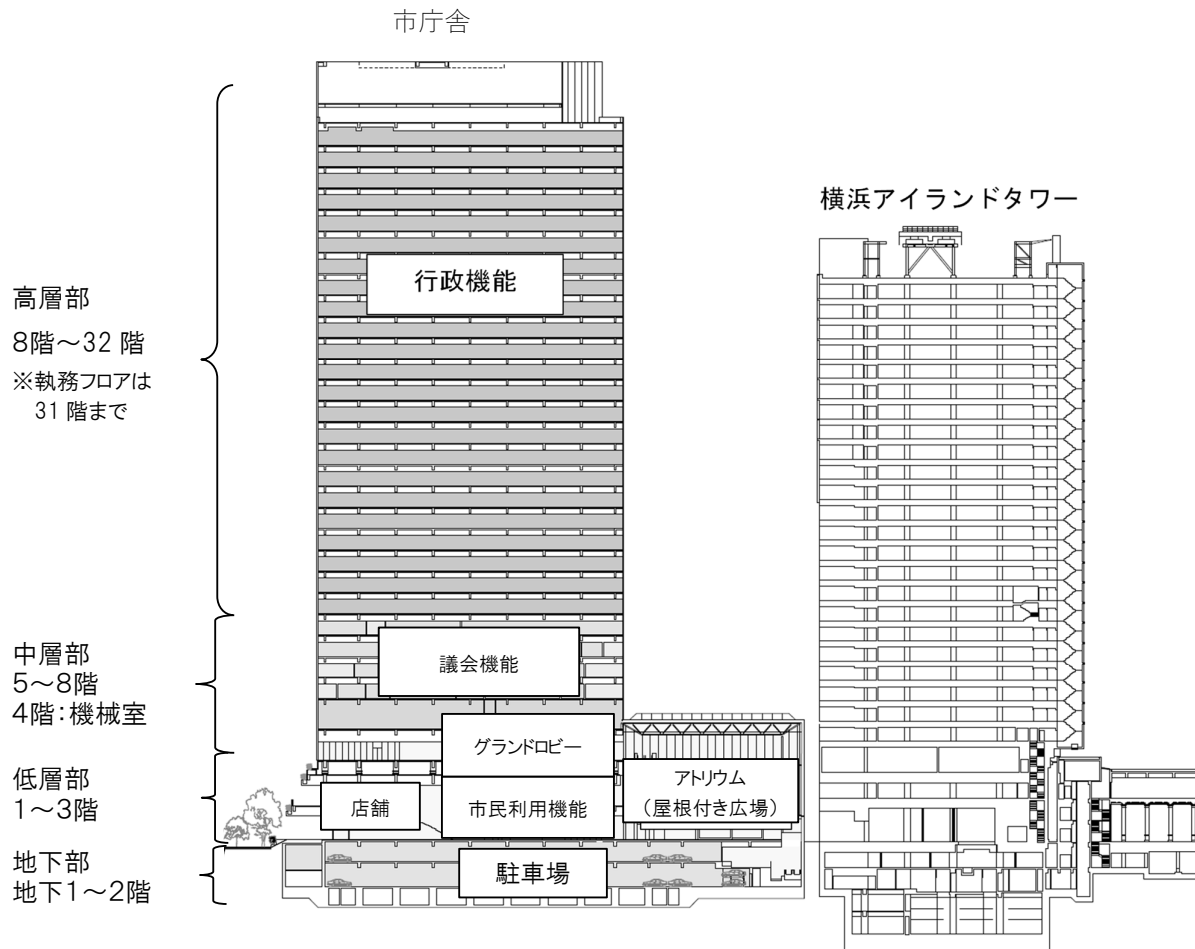 市庁舎
横浜アイランドタワー
高層部
8階～32階
※執務フロアは
31階まで
行政機能
中層部
5～8階
4階：機械室
議会機能
グランドロビー
低層部
1～3階
店舗
市民利用機能
アトリウム
（屋根付き広場）
地下部
地下1～2階
駐車場